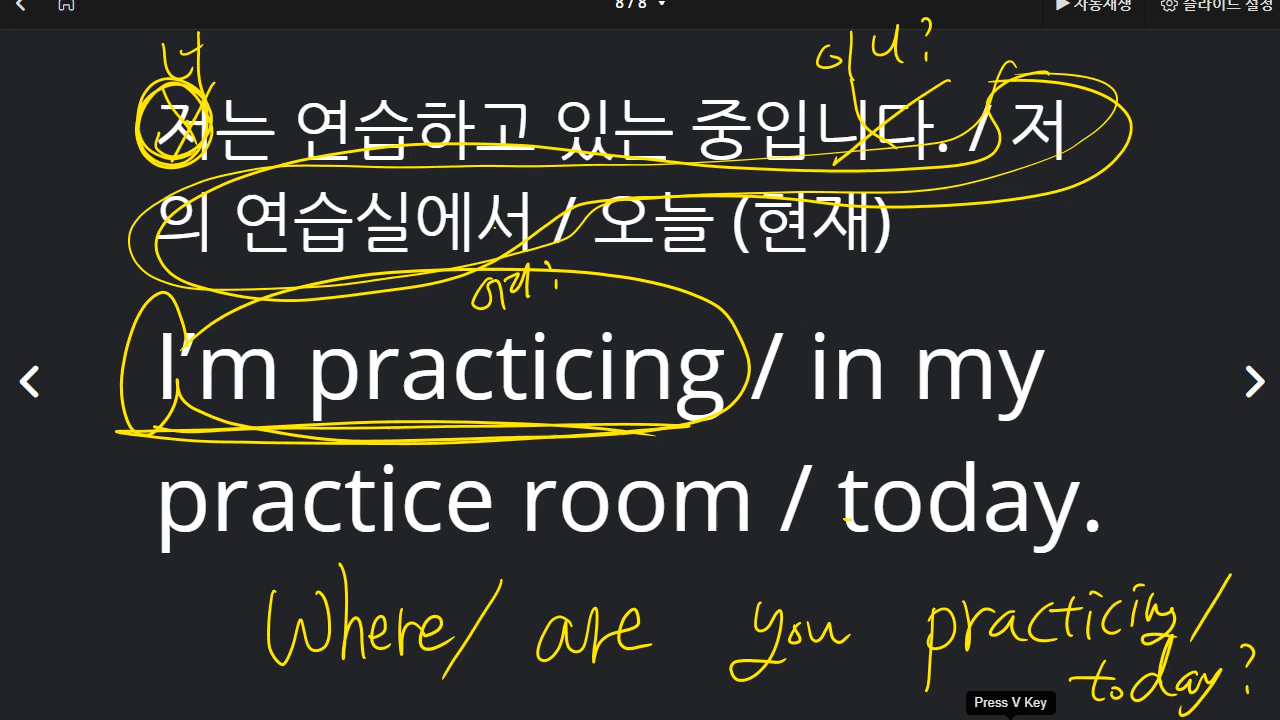 8 / 8
자동재생
슬라이드 설정
너
니?
저는 연습하고 있는 중입니다. / 저
의 연습실에서 / 오늘 (현재)
어디?
I'm practicing / in my
practice room / today.
Where / are you practicing /
today?
Press V Key